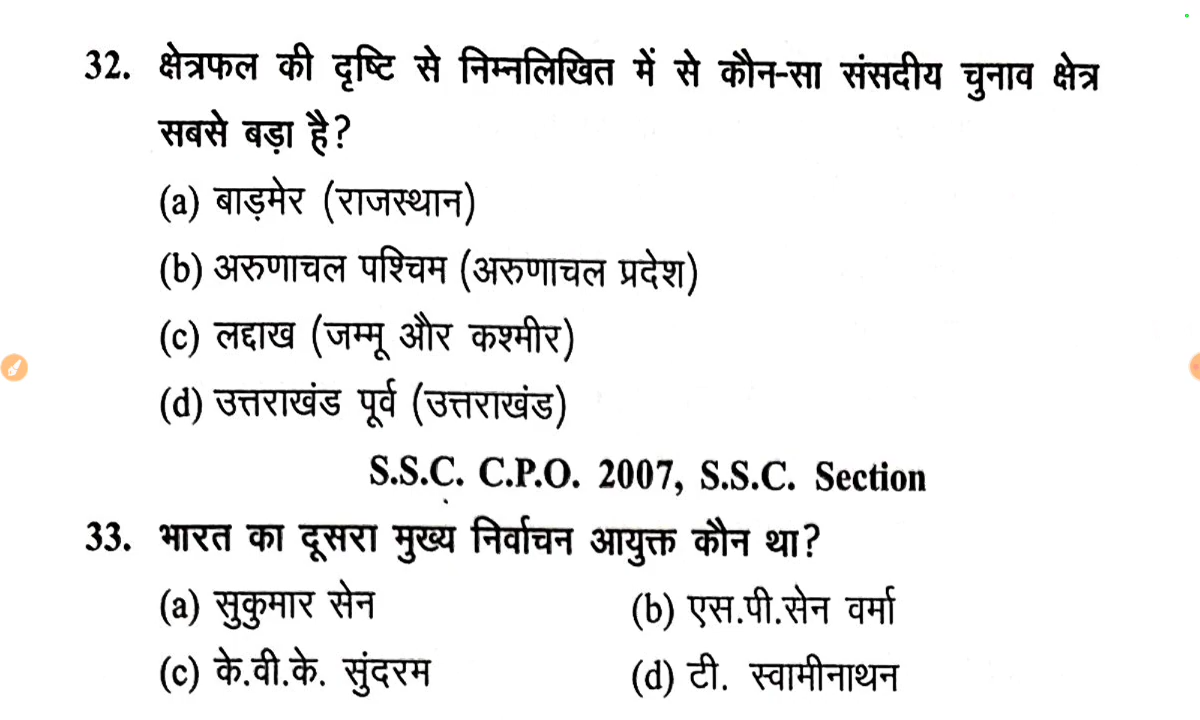 32. क्षेत्रफल की दृष्टि से निम्नलिखित में से कौन-सा संसदीय चुनाव क्षेत्र
सबसे बड़ा है?
(a) बाड़मेर (राजस्थान)
(b) अरुणाचल पश्चिम (अरुणाचल प्रदेश)
(c) लद्दाख (जम्मू और कश्मीर)
(d) उत्तराखंड पूर्व (उत्तराखंड)
S.S.C. C.P.O. 2007, S.S.C. Section
33. भारत का दूसरा मुख्य निर्वाचन आयुक्त कौन था?
(a) सुकुमार सेन (b) एस.पी.सेन वर्मा
(c) के.वी.के. सुंदरम (d) टी. स्वामीनाथन